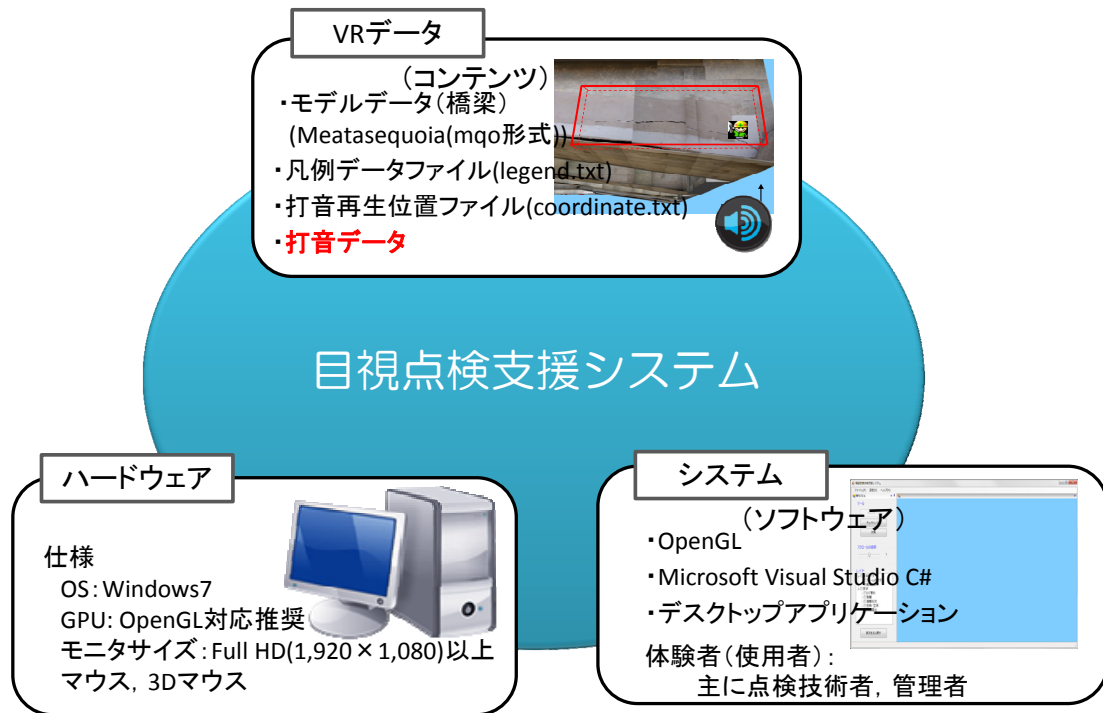 VRデータ
(コンテンツ)
・モデルデータ(橋梁)
(Meatasequoia(mqo形式))
・凡例データファイル(legend.txt)
・打音再生位置ファイル(coordinate.txt)
・打音データ
目視点検支援システム
ハードウェア
仕様
OS: Windows7
GPU: OpenGL対応推奨
モニタサイズ:Full HD(1,920×1,080)以上
マウス, 3Dマウス
システム
(ソフトウェア)
・OpenGL
・Microsoft Visual Studio C#
・デスクトップアプリケーション
体験者(使用者):
主に点検技術者, 管理者